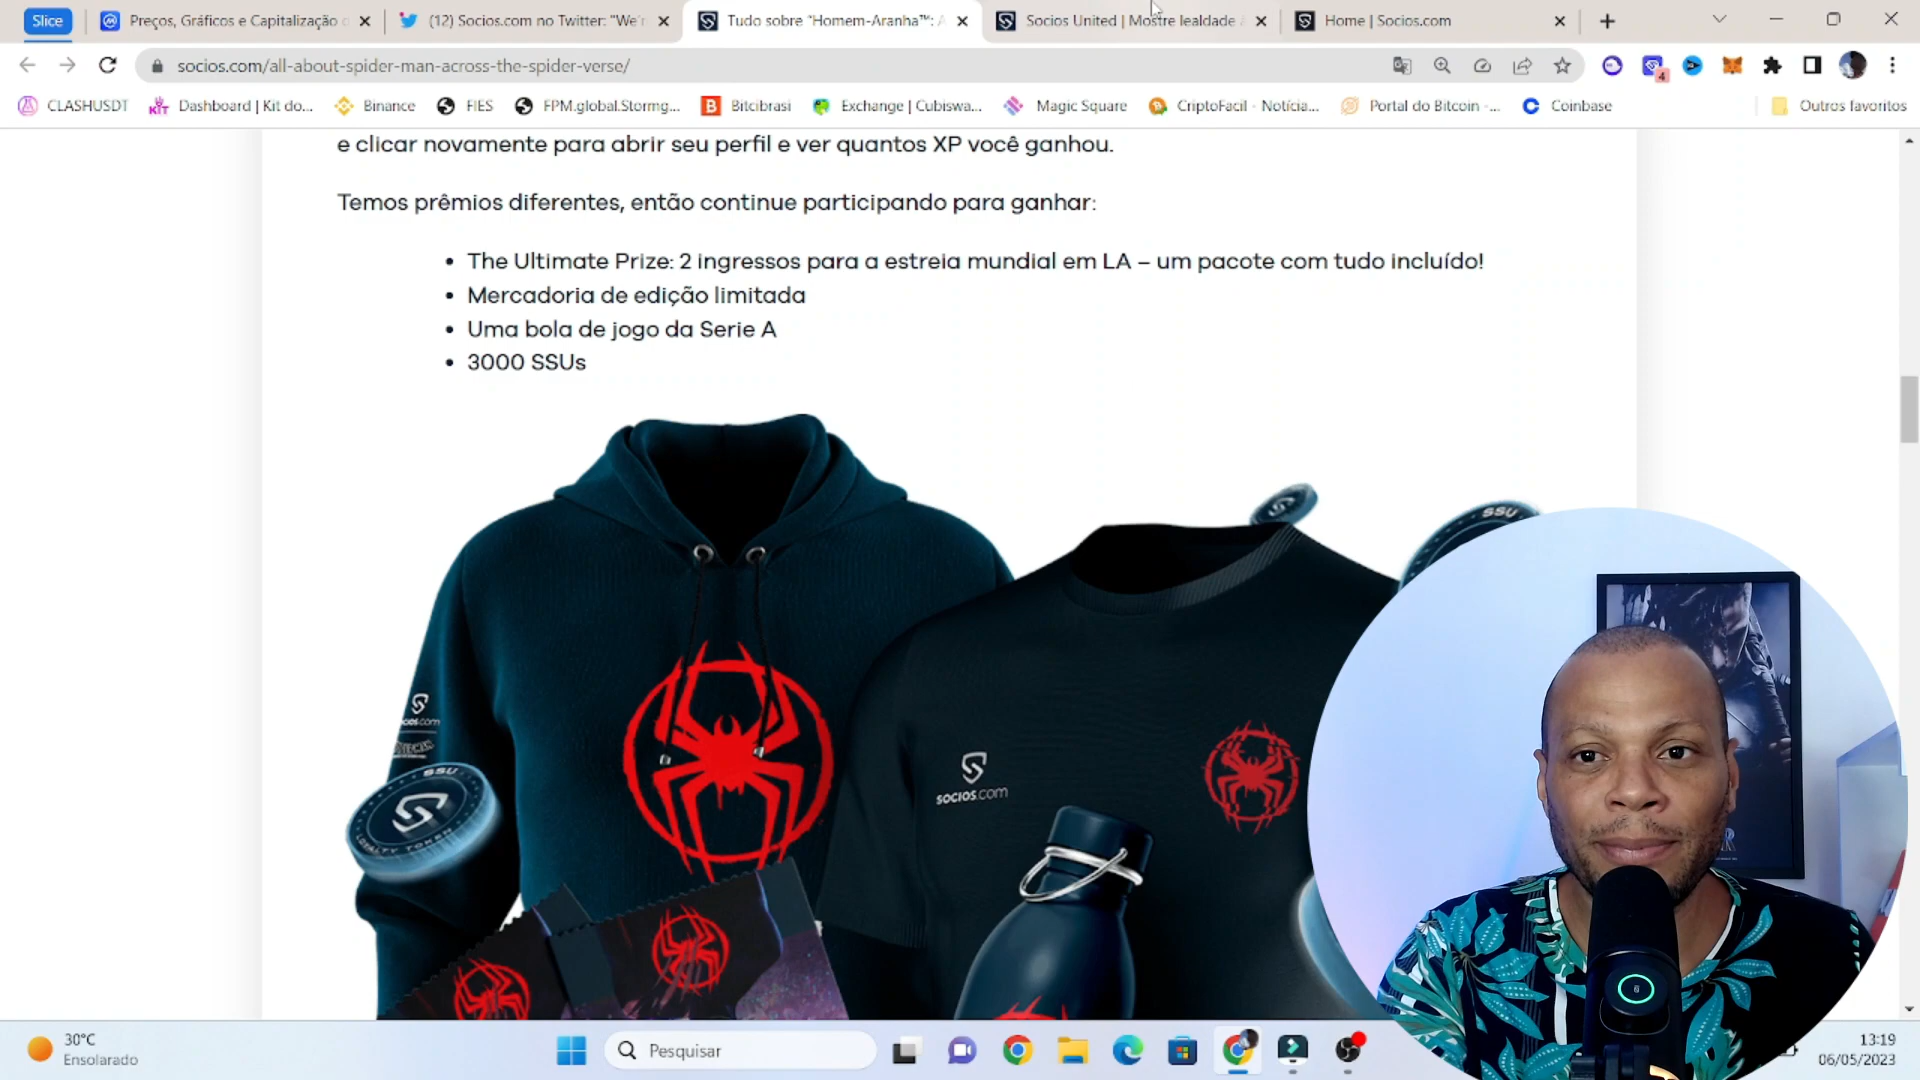 Slice
Preços, Gráficos e Capitalização
(12) Socios.com no Twitter: "We'r
Tudo sobre "Homem-Aranha™:
Socios United | Mostre lealdade
Home | Socios.com
socios.com/all-about-spider-man-across-the-spider-verse/
4
CLASHUSDT
Dashboard | Kit do...
Binance
FIES
FPM.global.Stormg...
Bitcibrasi
Exchange | Cubiswa...
Magic Square
CriptoFacil - Notícia...
Portal do Bitcoin -...
Coinbase
Outros favoritos
e clicar novamente para abrir seu perfil e ver quantos XP você ganhou.
Temos prêmios diferentes, então continue participando para ganhar:
• The Ultimate Prize: 2 ingressos para a estreia mundial em LA – um pacote com tudo incluído!
• Mercadoria de edição limitada
• Uma bola de jogo da Serie A
• 3000 SSUs
SSU
SSU
LOYALTY TOKEN
socios.com
30°C
Ensolarado
Pesquisar
13:19
06/05/2023